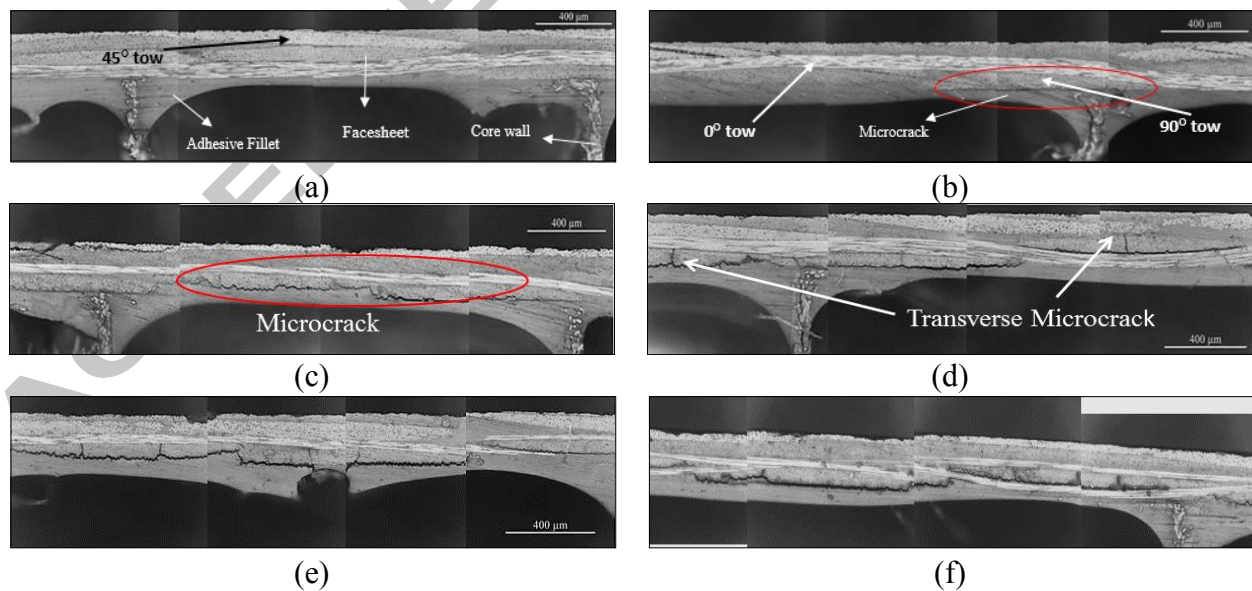 400 µm
45° tow
Adhesive Fillet
Facesheet
Core wall
(a)
400 µm
0° tow
Microcrack
90° tow
(b)
400 µm
Microcrack
(c)
Transverse Microcrack
400 µm
(d)
400 µm
(e)
(f)